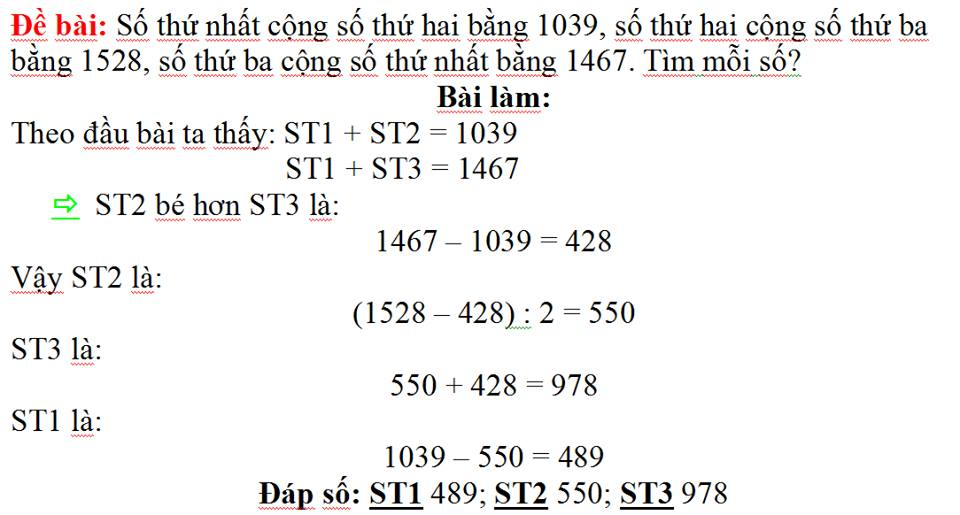 Đề bài: Số thứ nhất cộng số thứ hai bằng 1039, số thứ hai cộng số thứ ba
bằng 1528, số thứ ba cộng số thứ nhất bằng 1467. Tìm mỗi số?
Bài làm:
Theo đầu bài ta thấy: ST1 + ST2 = 1039
ST1 + ST3 = 1467
⇨ ST2 bé hơn ST3 là:
1467 – 1039 = 428
Vậy ST2 là:
(1528 – 428) : 2 = 550
ST3 là:
550 + 428 = 978
ST1 là:
1039 – 550 = 489
Đáp số: ST1 489; ST2 550; ST3 978